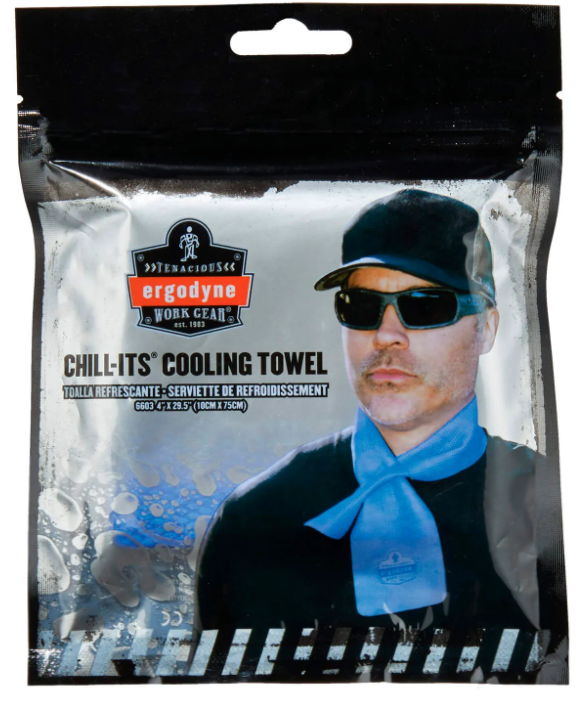 »TENACIOUS«
ergodyne
WORK GEAR®
est. 1983
CHILL-ITS® COOLING TOWEL
TOALLA REFRESCANTE - SERVIETTE DE REFROIDISSEMENT
6603 4" X 29.5" (10CM X 75CM)
CE